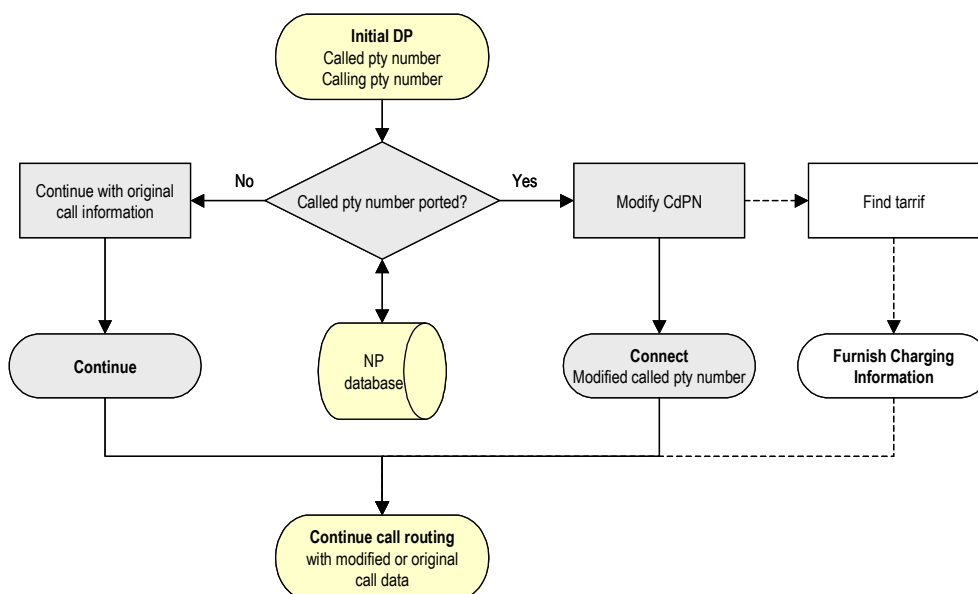 Initial DP
Called pty number
Calling pty number
No
Yes
Continue with original
call information
Called pty number ported?
Modify CdPN
Find tarrif
Continue
NP
database
Connect
Modified called pty number
Furnish Charging
Information
Continue call routing
with modified or original
call data